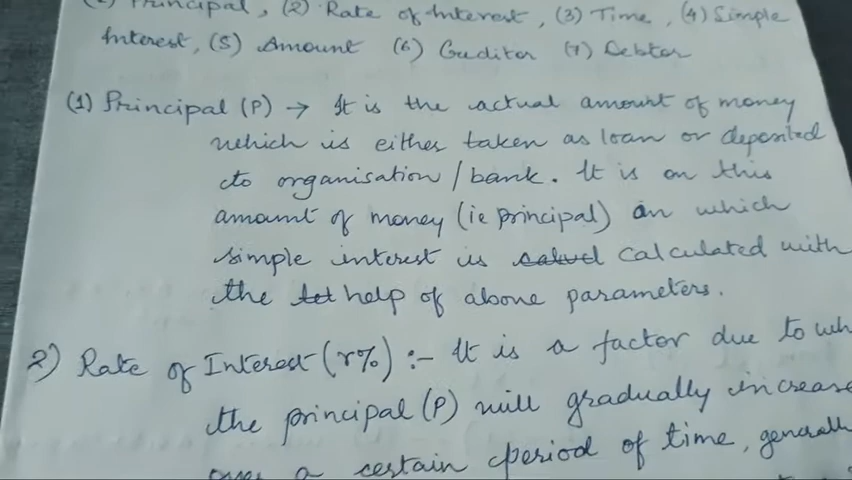 (1) Principal, (2) Rate of Interest, (3) Time, (4) Simple
Interest, (5) Amount (6) Creditor (7) Debtor
(1) Principal (P) → It is the actual amount of money
which is either taken as loan or deposited
to organisation/bank. It is on this
amount of money (ie principal) on which
simple interest is calculated with
the help of above parameters.
2) Rate of Interest (r%) :- It is a factor due to wh
the principal (P) will gradually increase
over a certain period of time, generall